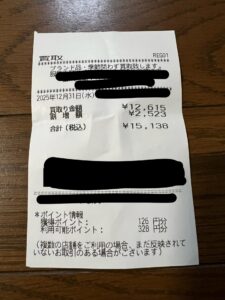 買取 REG01
ブランド品・季節問わず買取致します。
2025年12月31日(水)
買取り金額 ¥12,615
割増額 ¥2,523
合計(税込) ¥15,138
*ポイント情報
獲得ポイント: 126 円分
利用可能ポイント: 328 円分
(複数の店舗をご利用の場合、まだ反映されて
いないお取引のある場合がございます)